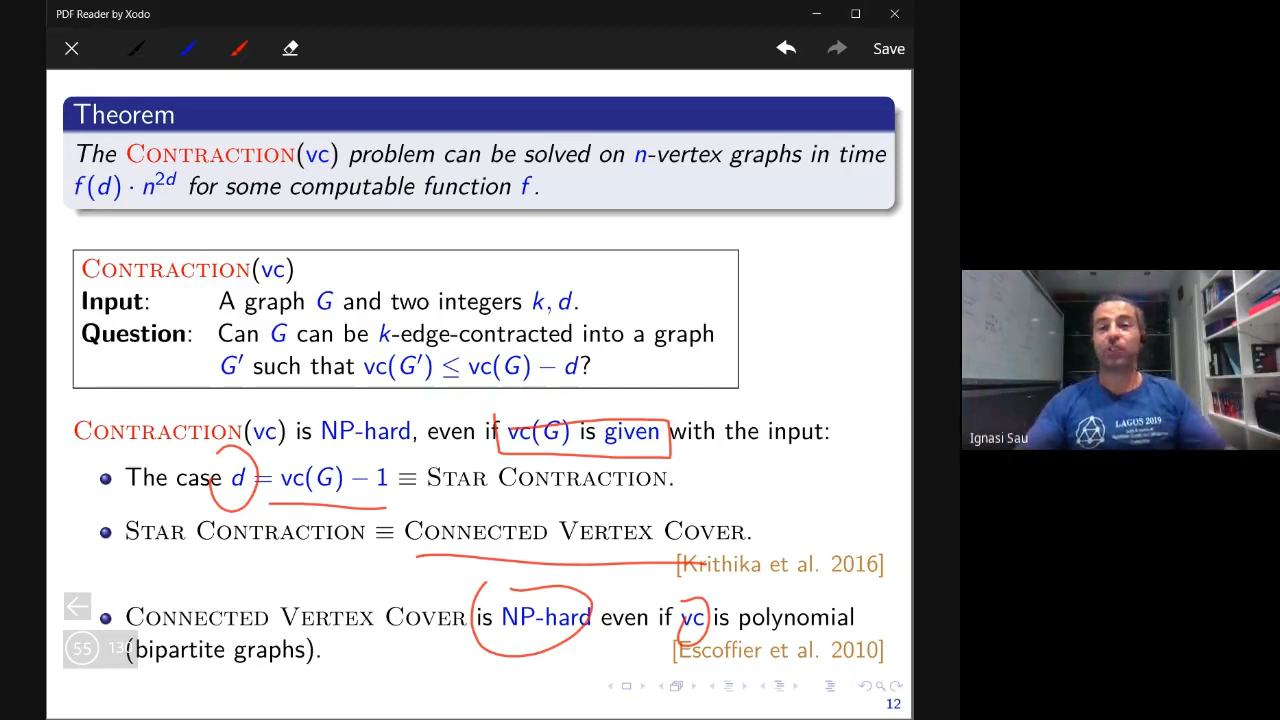 PDF Reader by Xodo
Save
Theorem
The CONTRACTION(vc) problem can be solved on n-vertex graphs in time
f(d) · n^{2d} for some computable function f.
CONTRACTION(vc)
Input: A graph G and two integers k, d.
Question: Can G can be k-edge-contracted into a graph
G′ such that vc(G′) ≤ vc(G) − d?
CONTRACTION(vc) is NP-hard, even if vc(G) is given with the input:
The case d = vc(G) − 1 ≡ STAR CONTRACTION.
STAR CONTRACTION ≡ CONNECTED VERTEX COVER.
[Krithika et al. 2016]
CONNECTED VERTEX COVER is NP-hard even if vc is polynomial
(bipartite graphs).
[Escoffier et al. 2010]
55
12
LAGOS 2019
Ignasi Sau